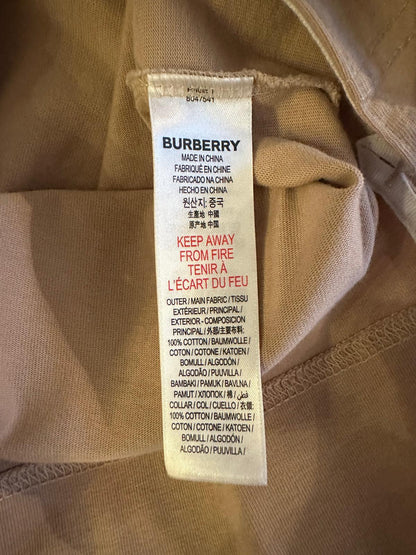 8047541
BURBERRY
MADE IN CHINA
FABRIQUÉ EN CHINE
FABRICADO NA CHINA
HECHO EN CHINA
원산지: 중국
生產地 中國
原产地 中国
KEEP AWAY
FROM FIRE
TENIR À
L'ÉCART DU FEU
OUTER / MAIN FABRIC / TISSU
EXTÉRIEUR / PRINCIPAL /
EXTERIOR - COMPOSICION
PRINCIPAL / 外部/主要布料:
100% COTTON / BAUMWOLLE /
COTON / COTONE / KATOEN /
BOMULL / ALGODÓN /
ALGODÃO / PUUVILLA /
BAMBAKI / PAMUK / BAVLNA /
PAMUT / ХЛОПОК / 棉 / قطن /
COLLAR / COL / CUELLO / 衣領:
100% COTTON / BAUMWOLLE /
COTON / COTONE / KATOEN /
BOMULL / ALGODÓN /
ALGODÃO / PUUVILLA /